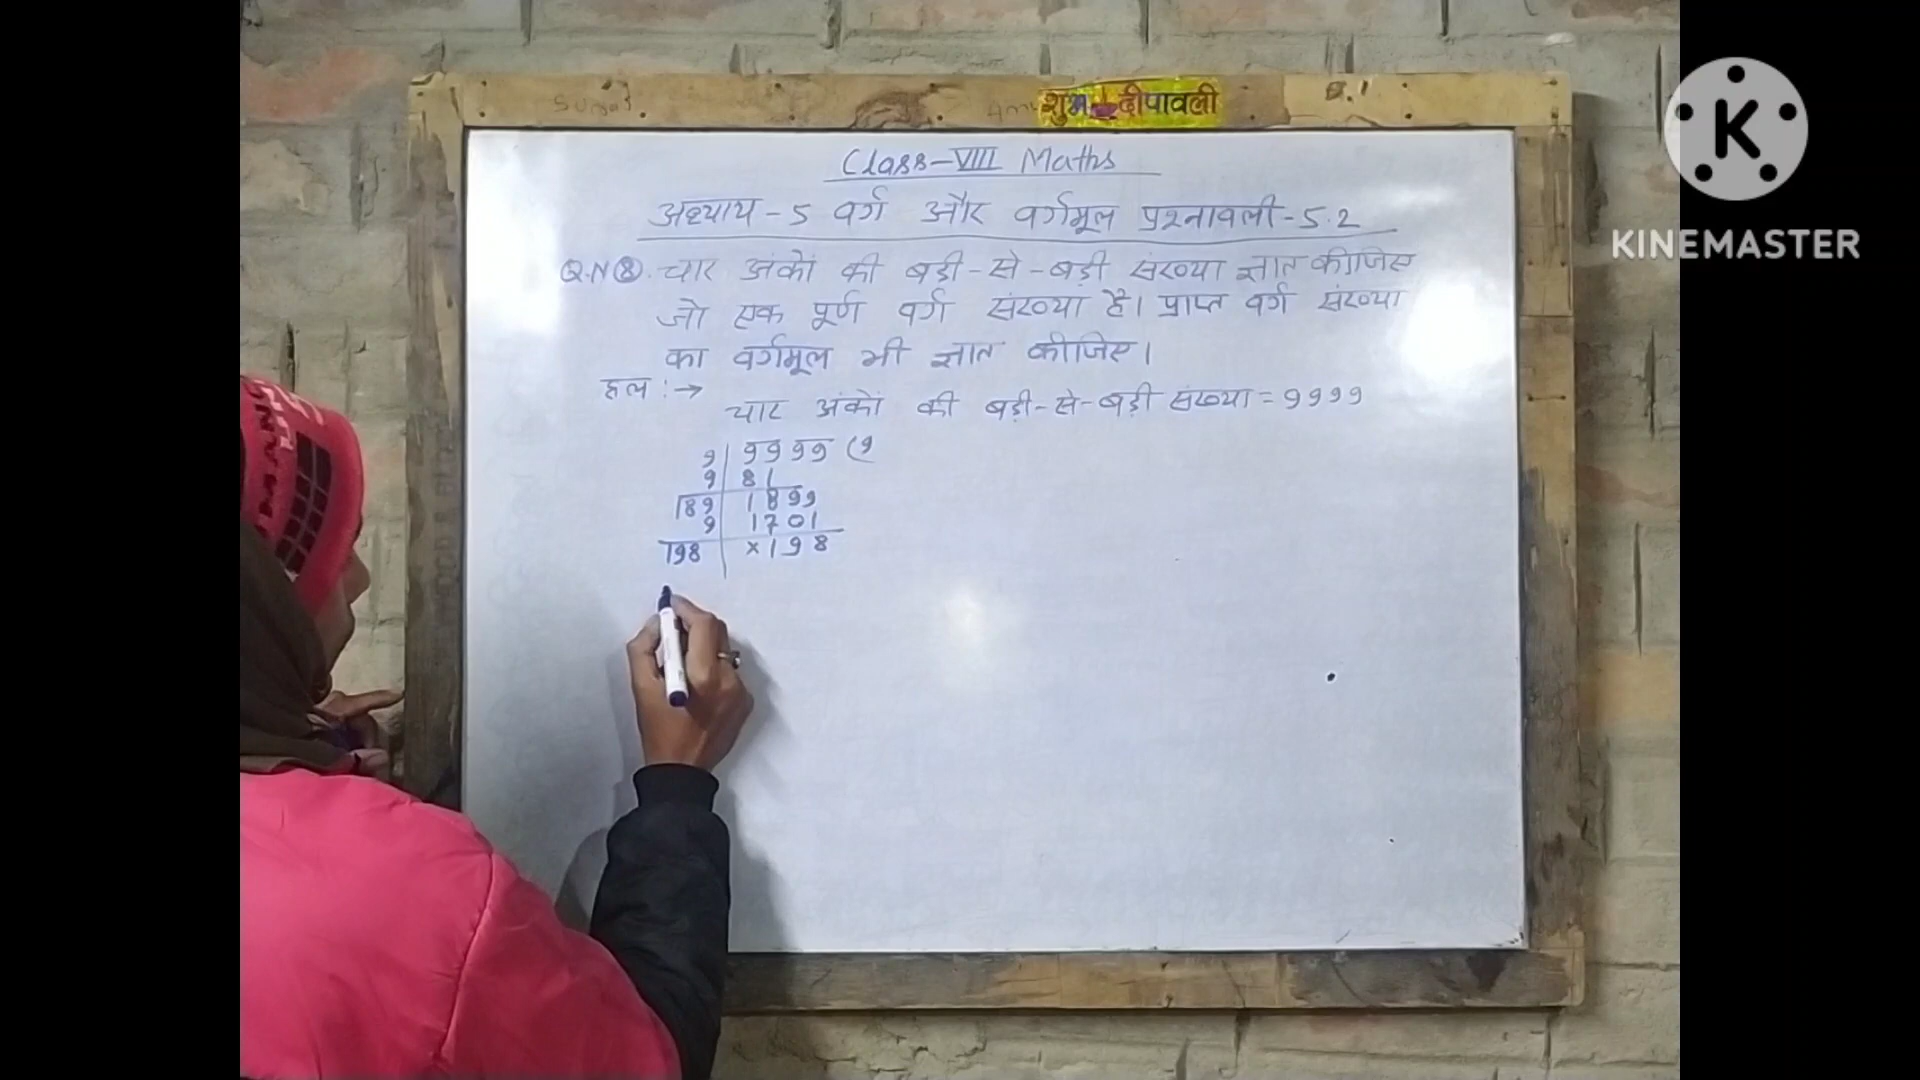 शुभ दीपावली
K
KINEMASTER
Class-VIII Maths
अध्याय-5 वर्ग और वर्गमूल प्रश्नावली-5.2
Q.N 8. चार अंकों की बड़ी-से-बड़ी संख्या ज्ञात कीजिए
जो एक पूर्ण वर्ग संख्या है। प्राप्त वर्ग संख्या
का वर्गमूल भी ज्ञात कीजिए।
हल :→
चार अंकों की बड़ी-से-बड़ी संख्या = 9999
9 | 9999 (9
9 | 81
189 | 1899
9 | 1701
198 | ×198